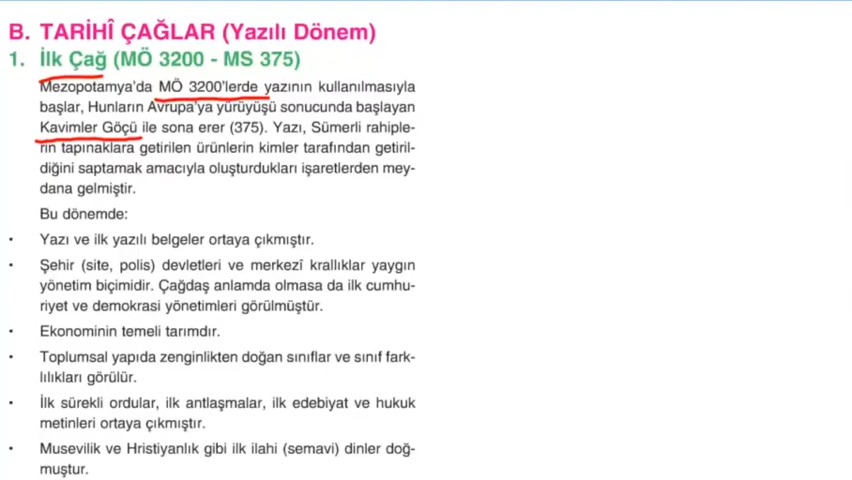 B. TARİHÎ ÇAĞLAR (Yazılı Dönem)
1. İlk Çağ (MÖ 3200 - MS 375)
Mezopotamya'da MÖ 3200'lerde yazının kullanılmasıyla
başlar, Hunların Avrupa'ya yürüyüşü sonucunda başlayan
Kavimler Göçü ile sona erer (375). Yazı, Sümerli rahiple-
rin tapınaklara getirilen ürünlerin kimler tarafından getiril-
diğini saptamak amacıyla oluşturdukları işaretlerden mey-
dana gelmiştir.
Bu dönemde:
• Yazı ve ilk yazılı belgeler ortaya çıkmıştır.
• Şehir (site, polis) devletleri ve merkezî krallıklar yaygın
yönetim biçimidir. Çağdaş anlamda olmasa da ilk cumhu-
riyet ve demokrasi yönetimleri görülmüştür.
• Ekonominin temeli tarımdır.
• Toplumsal yapıda zenginlikten doğan sınıflar ve sınıf fark-
lılıkları görülür.
• İlk sürekli ordular, ilk antlaşmalar, ilk edebiyat ve hukuk
metinleri ortaya çıkmıştır.
• Musevilik ve Hristiyanlık gibi ilk ilahi (semavi) dinler doğ-
muştur.